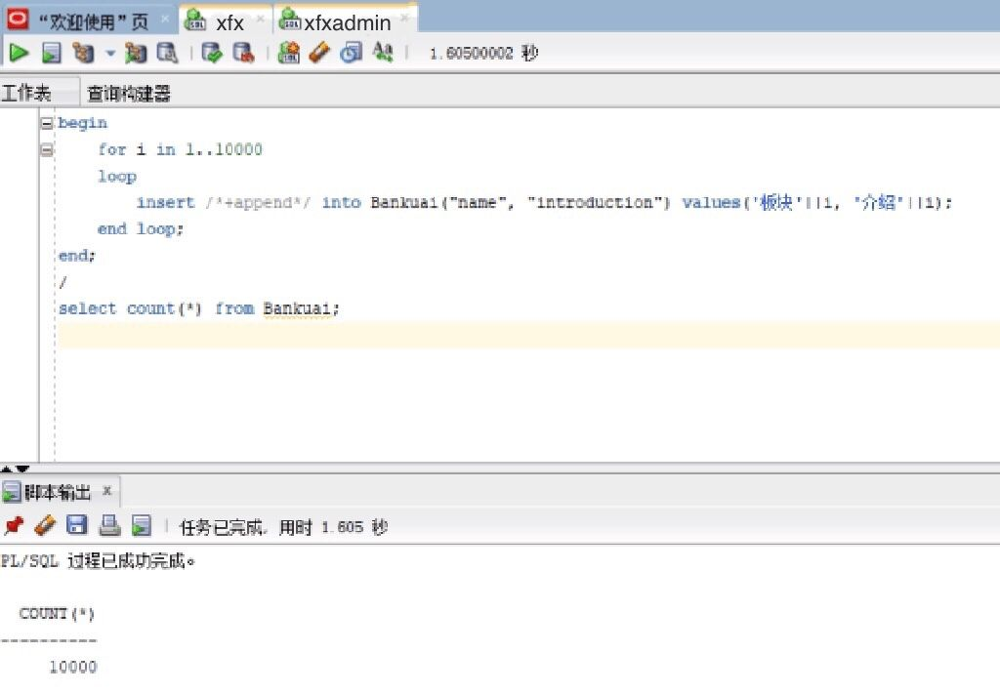 “欢迎使用”页 xfx xfxadmin
1.60500002 秒
工作表 查询构建器
begin
for i in 1..10000
loop
insert /*+append*/ into Bankuai("name", "introduction") values('板块'||i, '介绍'||i);
end loop;
end;
/
select count(*) from Bankuai;
脚本输出
任务已完成, 用时 1.605 秒
PL/SQL 过程已成功完成。
COUNT(*)
----------
10000